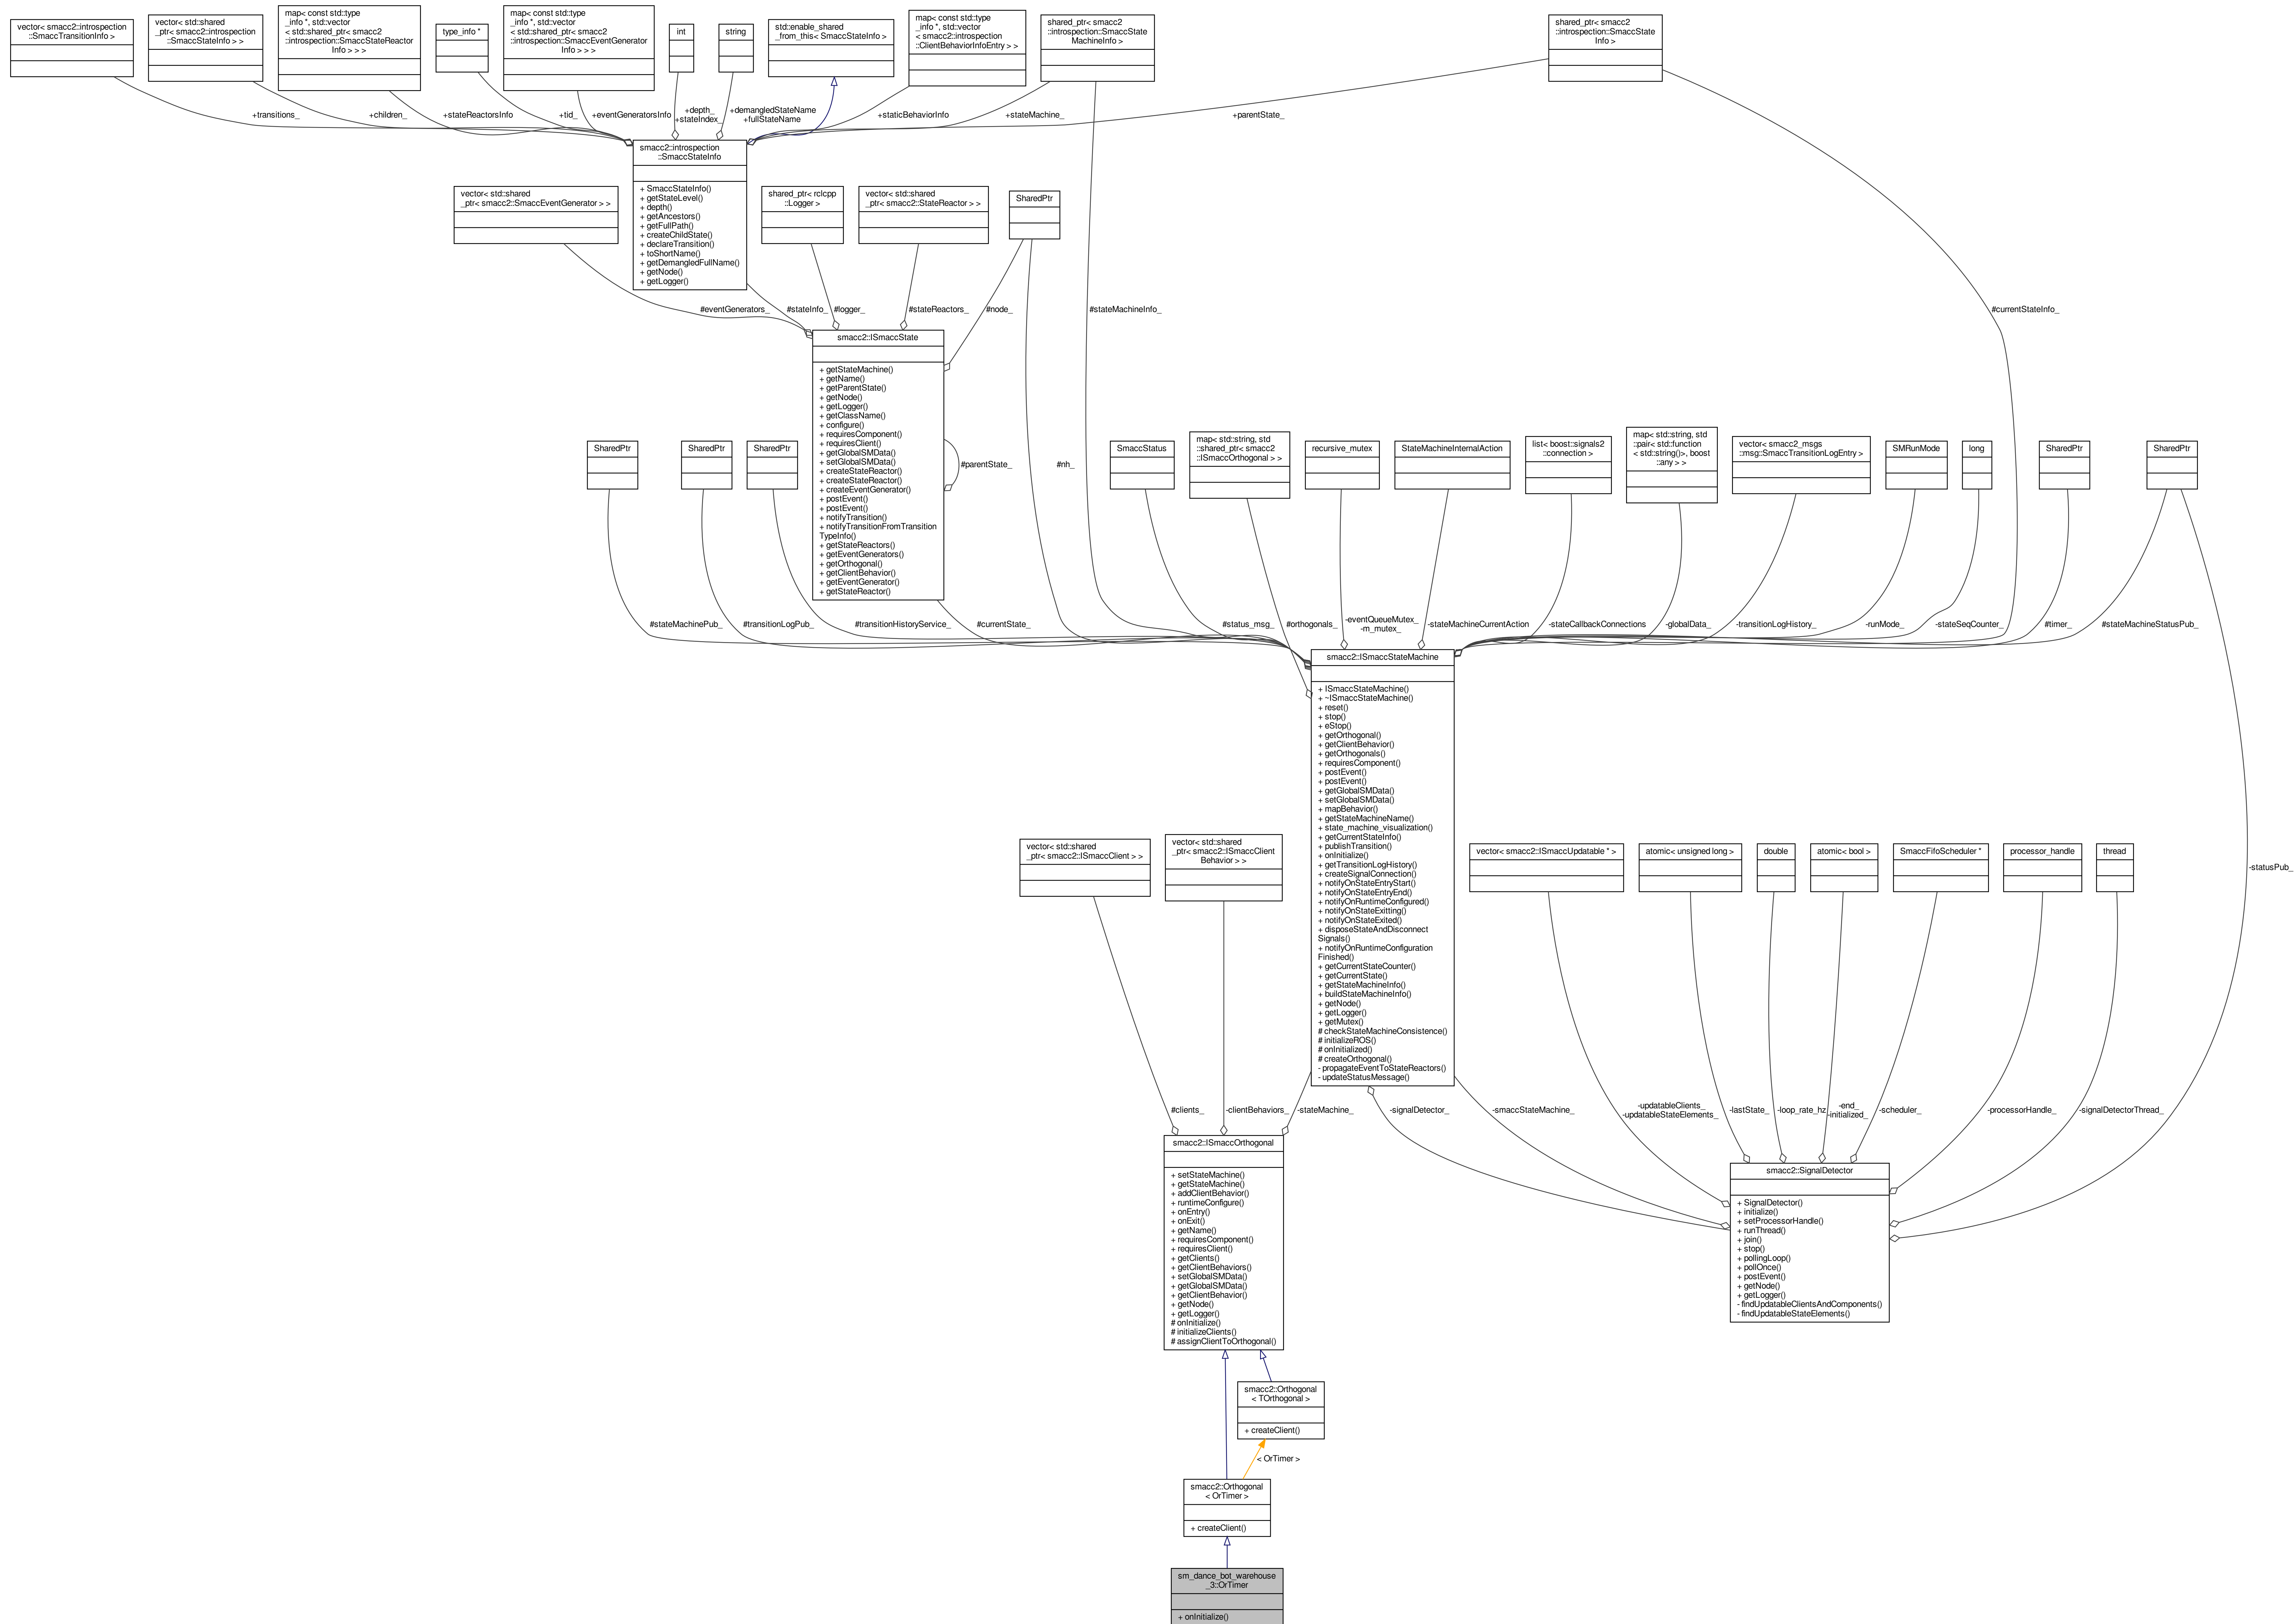 vector< smacc2::introspection
::SmaccTransitionInfo >
vector< std::shared
_ptr< smacc2::introspection
::SmaccStateInfo > >
map< const std::type
_info *, std::vector
< std::shared_ptr< smacc2
::introspection::SmaccStateReactor
Info > > >
type_info *
map< const std::type
_info *, std::vector
< std::shared_ptr< smacc2
::introspection::SmaccEventGenerator
Info > > >
int
string
std::enable_shared
_from_this< SmaccStateInfo >
map< const std::type
_info *, std::vector
< smacc2::introspection
::ClientBehaviorInfoEntry > >
shared_ptr< smacc2
::introspection::SmaccState
MachineInfo >
shared_ptr< smacc2
::introspection::SmaccState
Info >
+transitions_
+children_
+stateReactorsInfo
+tid_
+eventGeneratorsInfo
+depth_
+stateIndex_
+demangledStateName
+fullStateName
+staticBehaviorInfo
+stateMachine_
+parentState_
smacc2::introspection
::SmaccStateInfo
+ SmaccStateInfo()
+ getStateLevel()
+ depth()
+ getAncestors()
+ getFullPath()
+ createChildState()
+ declareTransition()
+ toShortName()
+ getDemangledFullName()
+ getNode()
+ getLogger()
vector< std::shared
_ptr< smacc2::SmaccEventGenerator > >
shared_ptr< rclcpp
::Logger >
vector< std::shared
_ptr< smacc2::StateReactor > >
SharedPtr
#eventGenerators_
#stateInfo_
#logger_
#stateReactors_
#node_
#stateMachineInfo_
#currentStateInfo_
smacc2::ISmaccState
+ getStateMachine()
+ getName()
+ getParentState()
+ getNode()
+ getLogger()
+ getClassName()
+ configure()
+ requiresComponent()
+ requiresClient()
+ getGlobalSMData()
+ setGlobalSMData()
+ createStateReactor()
+ createStateReactor()
+ createEventGenerator()
+ postEvent()
+ postEvent()
+ notifyTransition()
+ notifyTransitionFromTransition
TypeInfo()
+ getStateReactors()
+ getEventGenerators()
+ getOrthogonal()
+ getClientBehavior()
+ getEventGenerator()
+ getStateReactor()
#parentState_
#nh_
SharedPtr
SharedPtr
SharedPtr
SmaccStatus
map< std::string, std
::shared_ptr< smacc2
::ISmaccOrthogonal > >
recursive_mutex
StateMachineInternalAction
list< boost::signals2
::connection >
map< std::string, std
::pair< std::function
< std::string()>, boost
::any > >
vector< smacc2_msgs
::msg::SmaccTransitionLogEntry >
SMRunMode
long
SharedPtr
SharedPtr
#stateMachinePub_
#transitionLogPub_
#transitionHistoryService_
#currentState_
#status_msg_
#orthogonals_
-eventQueueMutex_
-m_mutex_
-stateMachineCurrentAction
-stateCallbackConnections
-globalData_
-transitionLogHistory_
-runMode_
-stateSeqCounter_
#timer_
#stateMachineStatusPub_
smacc2::ISmaccStateMachine
+ ISmaccStateMachine()
+ ~ISmaccStateMachine()
+ reset()
+ stop()
+ eStop()
+ getOrthogonal()
+ getClientBehavior()
+ getOrthogonals()
+ requiresComponent()
+ postEvent()
+ postEvent()
+ getGlobalSMData()
+ setGlobalSMData()
+ mapBehavior()
+ getStateMachineName()
+ state_machine_visualization()
+ getCurrentStateInfo()
+ publishTransition()
+ onInitialize()
+ getTransitionLogHistory()
+ createSignalConnection()
+ notifyOnStateEntryStart()
+ notifyOnStateEntryEnd()
+ notifyOnRuntimeConfigured()
+ notifyOnStateExitting()
+ notifyOnStateExited()
+ disposeStateAndDisconnect
Signals()
+ notifyOnRuntimeConfiguration
Finished()
+ getCurrentStateCounter()
+ getCurrentState()
+ getStateMachineInfo()
+ buildStateMachineInfo()
+ getNode()
+ getLogger()
+ getMutex()
# checkStateMachineConsistence()
# initializeROS()
# onInitialized()
# createOrthogonal()
- propagateEventToStateReactors()
- updateStatusMessage()
vector< std::shared
_ptr< smacc2::ISmaccClient > >
vector< std::shared
_ptr< smacc2::ISmaccClient
Behavior > >
vector< smacc2::ISmaccUpdatable * >
atomic< unsigned long >
double
atomic< bool >
SmaccFifoScheduler *
processor_handle
thread
-statusPub_
#clients_
-clientBehaviors_
-stateMachine_
-signalDetector_
-smaccStateMachine_
-updatableClients_
-updatableStateElements_
-lastState_
-loop_rate_hz
-end_
-initialized_
-scheduler_
-processorHandle_
-signalDetectorThread_
smacc2::ISmaccOrthogonal
+ setStateMachine()
+ getStateMachine()
+ addClientBehavior()
+ runtimeConfigure()
+ onEntry()
+ onExit()
+ getName()
+ requiresComponent()
+ requiresClient()
+ getClients()
+ getClientBehaviors()
+ setGlobalSMData()
+ getGlobalSMData()
+ getClientBehavior()
+ getNode()
+ getLogger()
# onInitialize()
# initializeClients()
# assignClientToOrthogonal()
smacc2::SignalDetector
+ SignalDetector()
+ initialize()
+ setProcessorHandle()
+ runThread()
+ join()
+ stop()
+ pollingLoop()
+ pollOnce()
+ postEvent()
+ getNode()
+ getLogger()
- findUpdatableClientsAndComponents()
- findUpdatableStateElements()
smacc2::Orthogonal
< TOrthogonal >
+ createClient()
< OrTimer >
smacc2::Orthogonal
< OrTimer >
+ createClient()
sm_dance_bot_warehouse
_3::OrTimer
+ onInitialize()